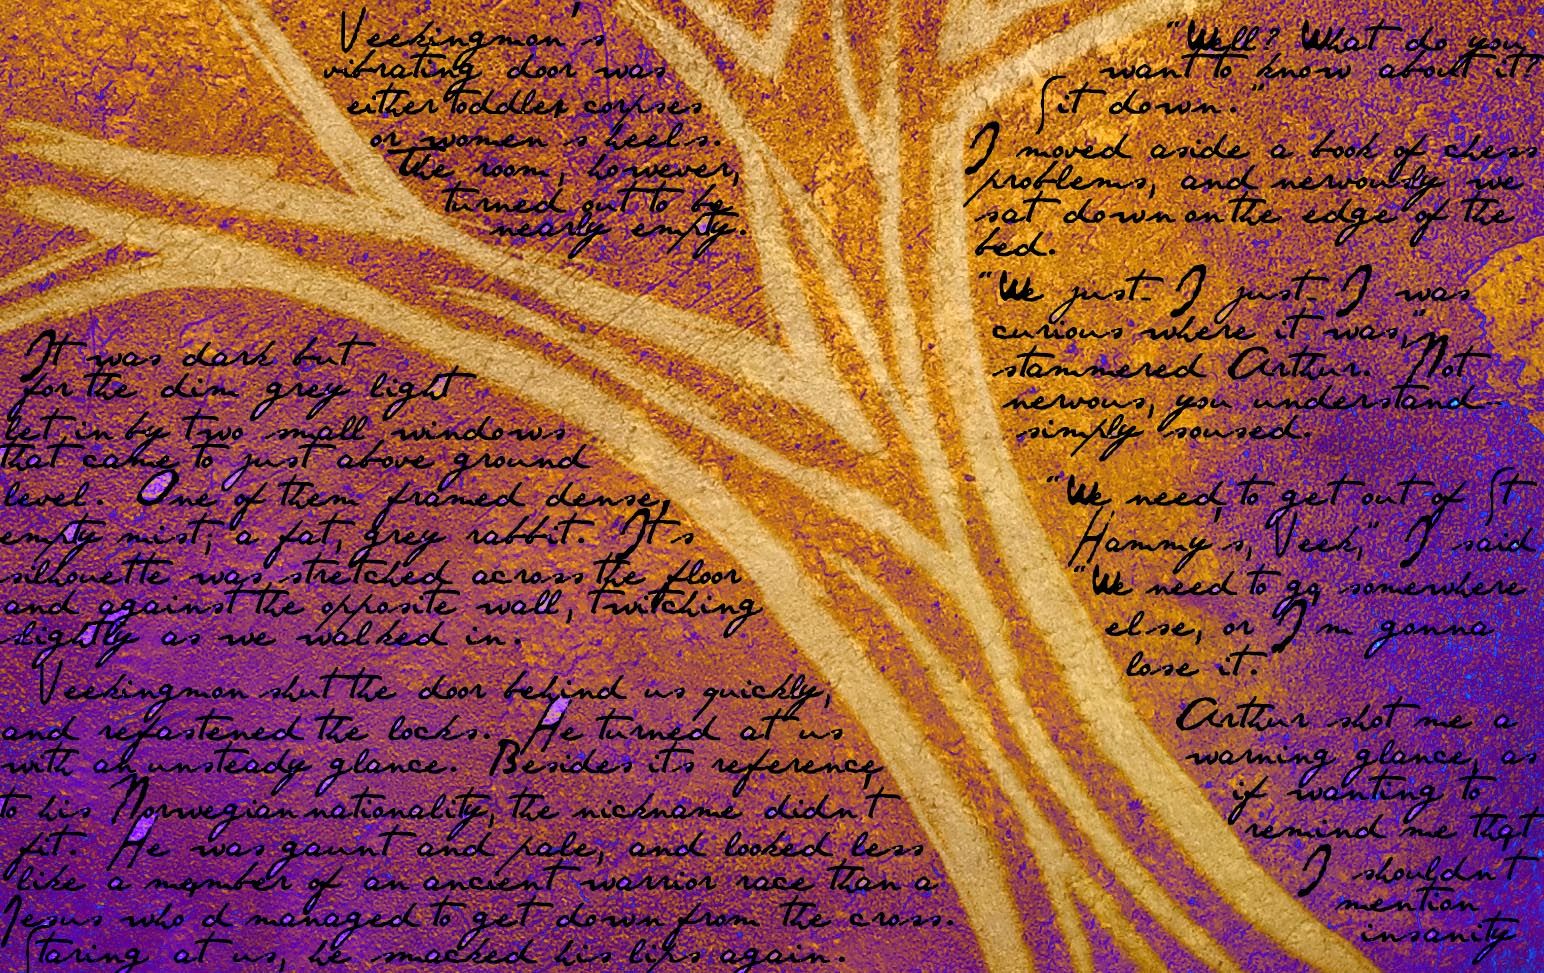 Veekingmon's
vibrating door was
either toddler corpses
or women s heels.
The room, however,
turned out to be
nearly empty.
It was dark but
for the dim grey light
let in by two small windows
that came to just above ground
level. One of them framed dense,
empty mist; a fat, grey rabbit. It s
silhouette was stretched across the floor
and against the opposite wall, twitching
slightly as we walked in.
Veekingmon shut the door behind us quickly,
and refastened the locks. He turned at us
with an unsteady glance. Besides its reference
to his Norwegian nationality, the nickname didn t
fit. He was gaunt and pale, and looked less
like a member of an ancient warrior race than a
Jesus who d managed to get down from the cross.
Staring at us, he smacked his lips again.
"Well? What do you
want to know about it?
Sit down."
I moved aside a book of chess
problems, and nervously we
sat down on the edge of the
bed.
"We just- I just- I was
curious where it was,"
stammered Arthur. Not
nervous, you understand-
simply soused.
"We need to get out of St
Hammy s, Veek," I said
"We need to go somewhere
else, or I m gonna
lose it."
Arthur shot me a
warning glance, as
if wanting to
remind me that
I shouldn t
mention
insanity